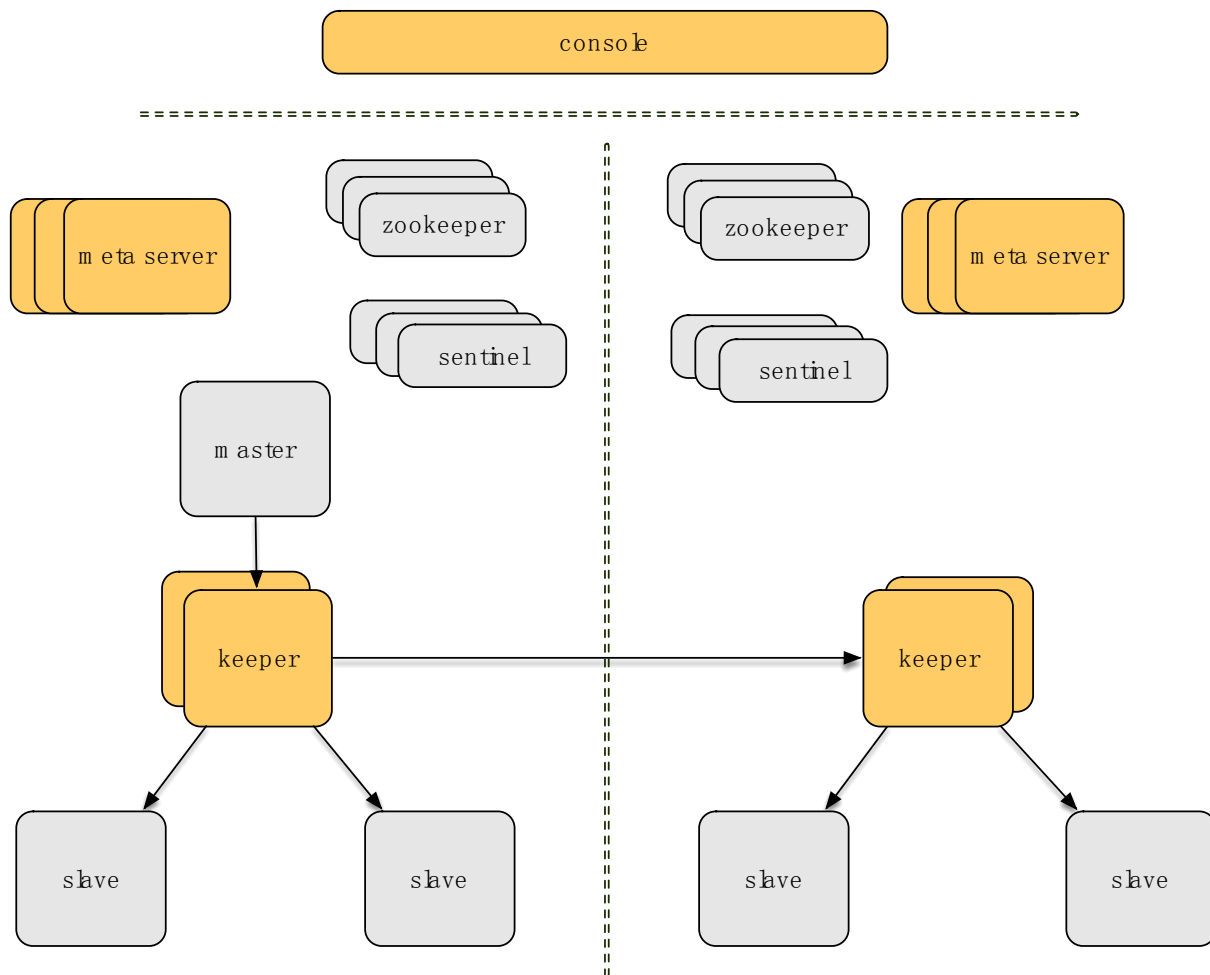 console
zookeeper
zookeeper
meta server
meta server
sentinel
sentinel
master
keeper
keeper
slave
slave
slave
slave